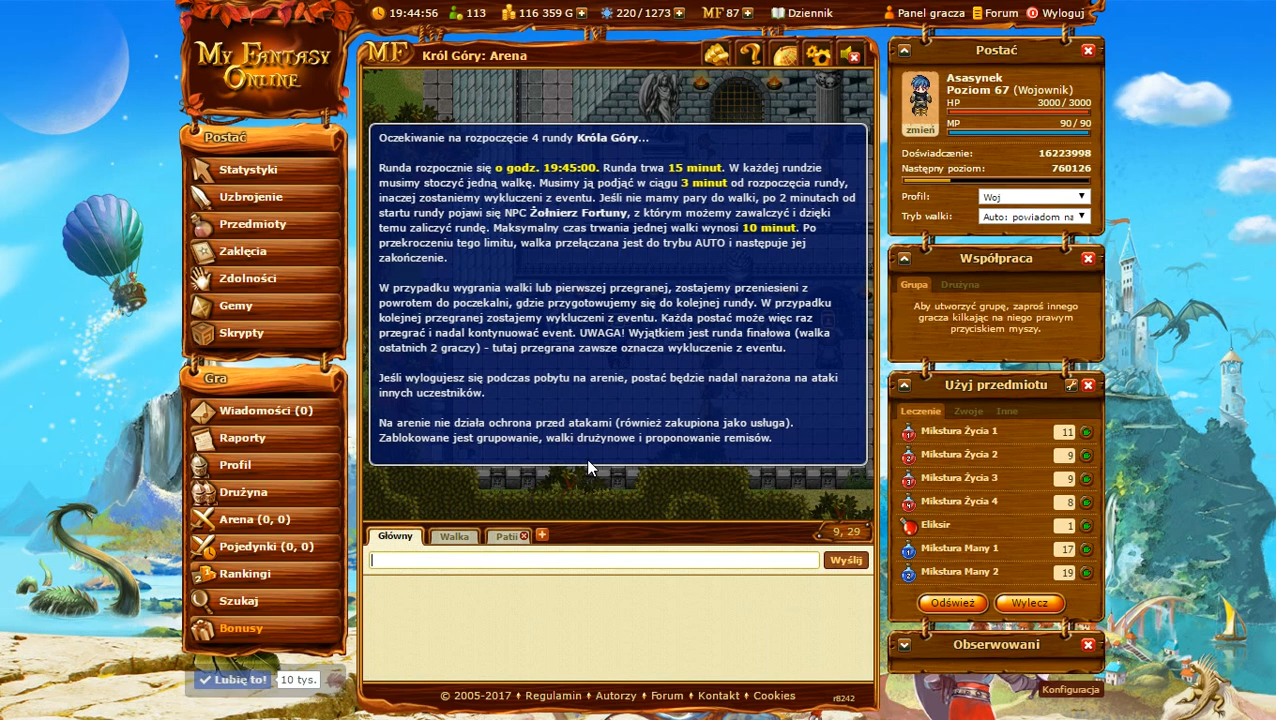 19:44:56
113
116 359 G
220 / 1273
MF 87
Dziennik
Panel gracza
Forum
Wyloguj
My Fantasy
Online
Postać
Statystyki
Uzbrojenie
Przedmioty
Zaklęcia
Zdolności
Gemy
Skrypty
Gra
Wiadomości (0)
Raporty
Profil
Drużyna
Arena (0, 0)
Pojedynki (0, 0)
Rankingi
Szukaj
Bonusy
Lubię to!
10 tys.
MF
Król Góry: Arena
Oczekiwanie na rozpoczęcie 4 rundy Króla Góry...
Runda rozpocznie się o godz. 19:45:00. Runda trwa 15 minut. W każdej rundzie
musimy stoczyć jedną walkę. Musimy ją podjąć w ciągu 3 minut od rozpoczęcia rundy,
inaczej zostaniemy wykluczeni z eventu. Jeśli nie mamy pary do walki, po 2 minutach od
startu rundy pojawi się NPC Żołnierz Fortuny, z którym możemy zawalczyć i dzięki
temu zaliczyć rundę. Maksymalny czas trwania jednej walki wynosi 10 minut. Po
przekroczeniu tego limitu, walka przełączana jest do trybu AUTO i następuje jej
zakończenie.
W przypadku wygrania walki lub pierwszej przegranej, zostajemy przeniesieni z
powrotem do poczekalni, gdzie przygotowujemy się do kolejnej rundy. W przypadku
kolejnej przegranej zostajemy wykluczeni z eventu. Każda postać może więc raz
przegrać i nadal kontynuować event. UWAGA! Wyjątkiem jest runda finałowa (walka
ostatnich 2 graczy) - tutaj przegrana zawsze oznacza wykluczenie z eventu.
Jeśli wylogujesz się podczas pobytu na arenie, postać będzie nadal narażona na ataki
innych uczestników.
Na arenie nie działa ochrona przed atakami (również zakupiona jako usługa).
Zablokowane jest grupowanie, walki drużynowe i proponowanie remisów.
Główny
Walka
Patii
9, 29
Wyślij
© 2005-2017 Regulamin Autorzy Forum Kontakt Cookies
r8242
Postać
Asasynek
Poziom 67 (Wojownik)
HP 3000 / 3000
MP 90 / 90
zmień
Doświadczenie: 16223998
Następny poziom: 760126
Profil: Woj
Tryb walki: Auto: powiadom na
Współpraca
Grupa Drużyna
Aby utworzyć grupę, zaproś innego
gracza kilkając na niego prawym
przyciskiem myszy.
Użyj przedmiotu
Leczenie Zwoje Inne
Mikstura Życia 1 11
Mikstura Życia 2 9
Mikstura Życia 3 9
Mikstura Życia 4 8
Eliksir 1
Mikstura Many 1 17
Mikstura Many 2 19
Odśwież
Wylecz
Obserwowani
Konfiguracja